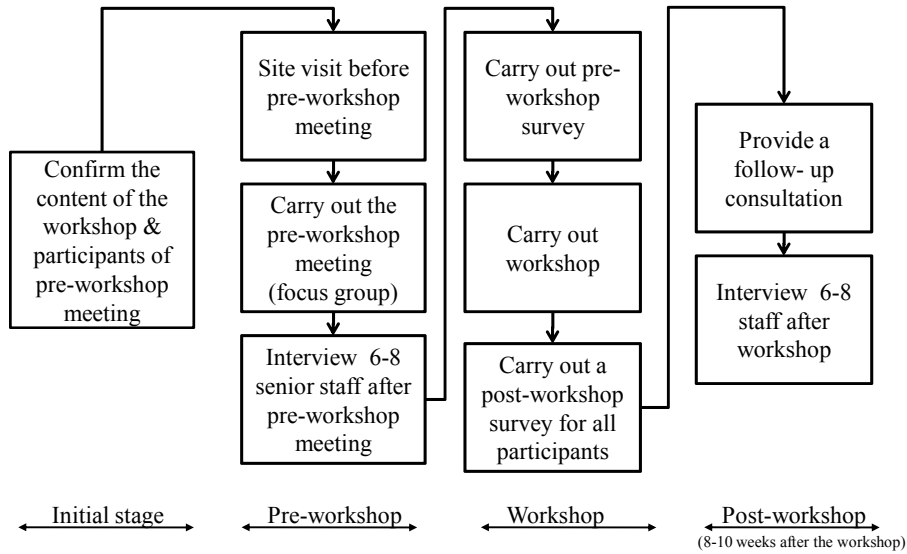 Confirm the
content of the
workshop &
participants of
pre-workshop
meeting
Site visit before
pre-workshop
meeting
Carry out the
pre-workshop
meeting
(focus group)
Interview 6-8
senior staff after
pre-workshop
meeting
Carry out pre-
workshop
survey
Carry out
workshop
Carry out a
post-workshop
survey for all
participants
Provide a
follow- up
consultation
Interview 6-8
staff after
workshop
Initial stage
Pre-workshop
Workshop
Post-workshop
(8-10 weeks after the workshop)